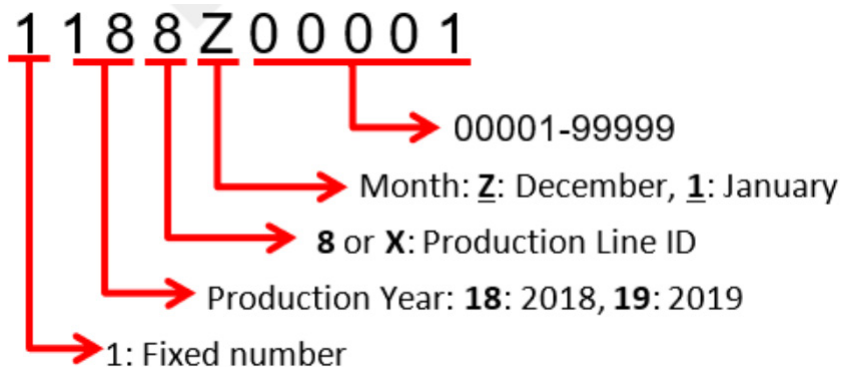 1 1 8 8 Z 0 0 0 0 1
00001-99999
Month: Z: December, 1: January
8 or X: Production Line ID
Production Year: 18: 2018, 19: 2019
1: Fixed number